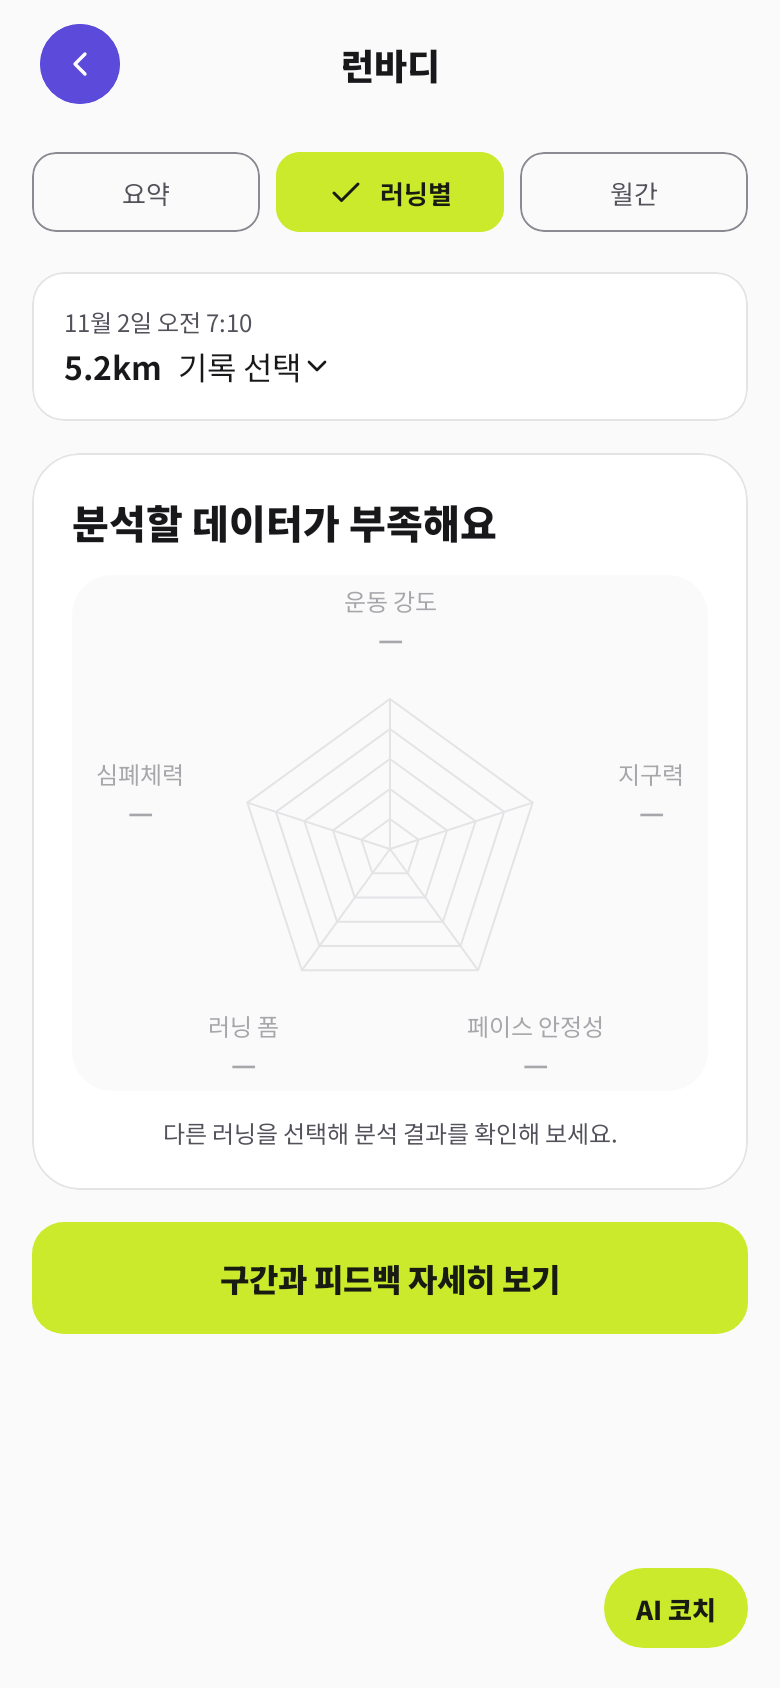 런바디
요약
러닝별
월간
11월 2일 오전 7:10
5.2km 기록 선택
분석할 데이터가 부족해요
운동 강도
—
심폐체력
—
지구력
—
러닝 폼
—
페이스 안정성
—
다른 러닝을 선택해 분석 결과를 확인해 보세요.
구간과 피드백 자세히 보기
AI 코치